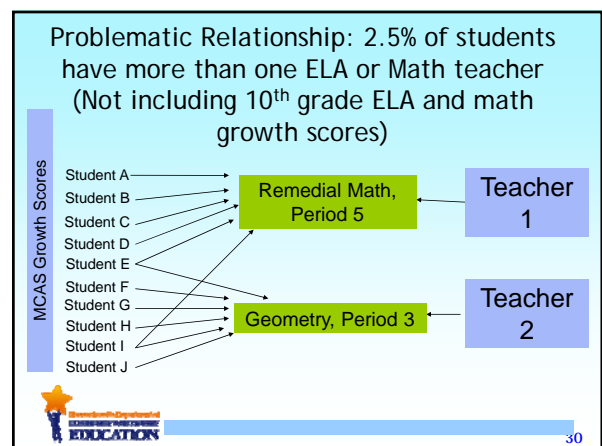 Problematic Relationship: 2.5% of students
have more than one ELA or Math teacher
(Not including 10th grade ELA and math
growth scores)
MCAS Growth Scores
Student A
Student B
Student C
Student D
Student E
Student F
Student G
Student H
Student I
Student J
Remedial Math,
Period 5
Geometry, Period 3
Teacher
1
Teacher
2
EDUCATION
30